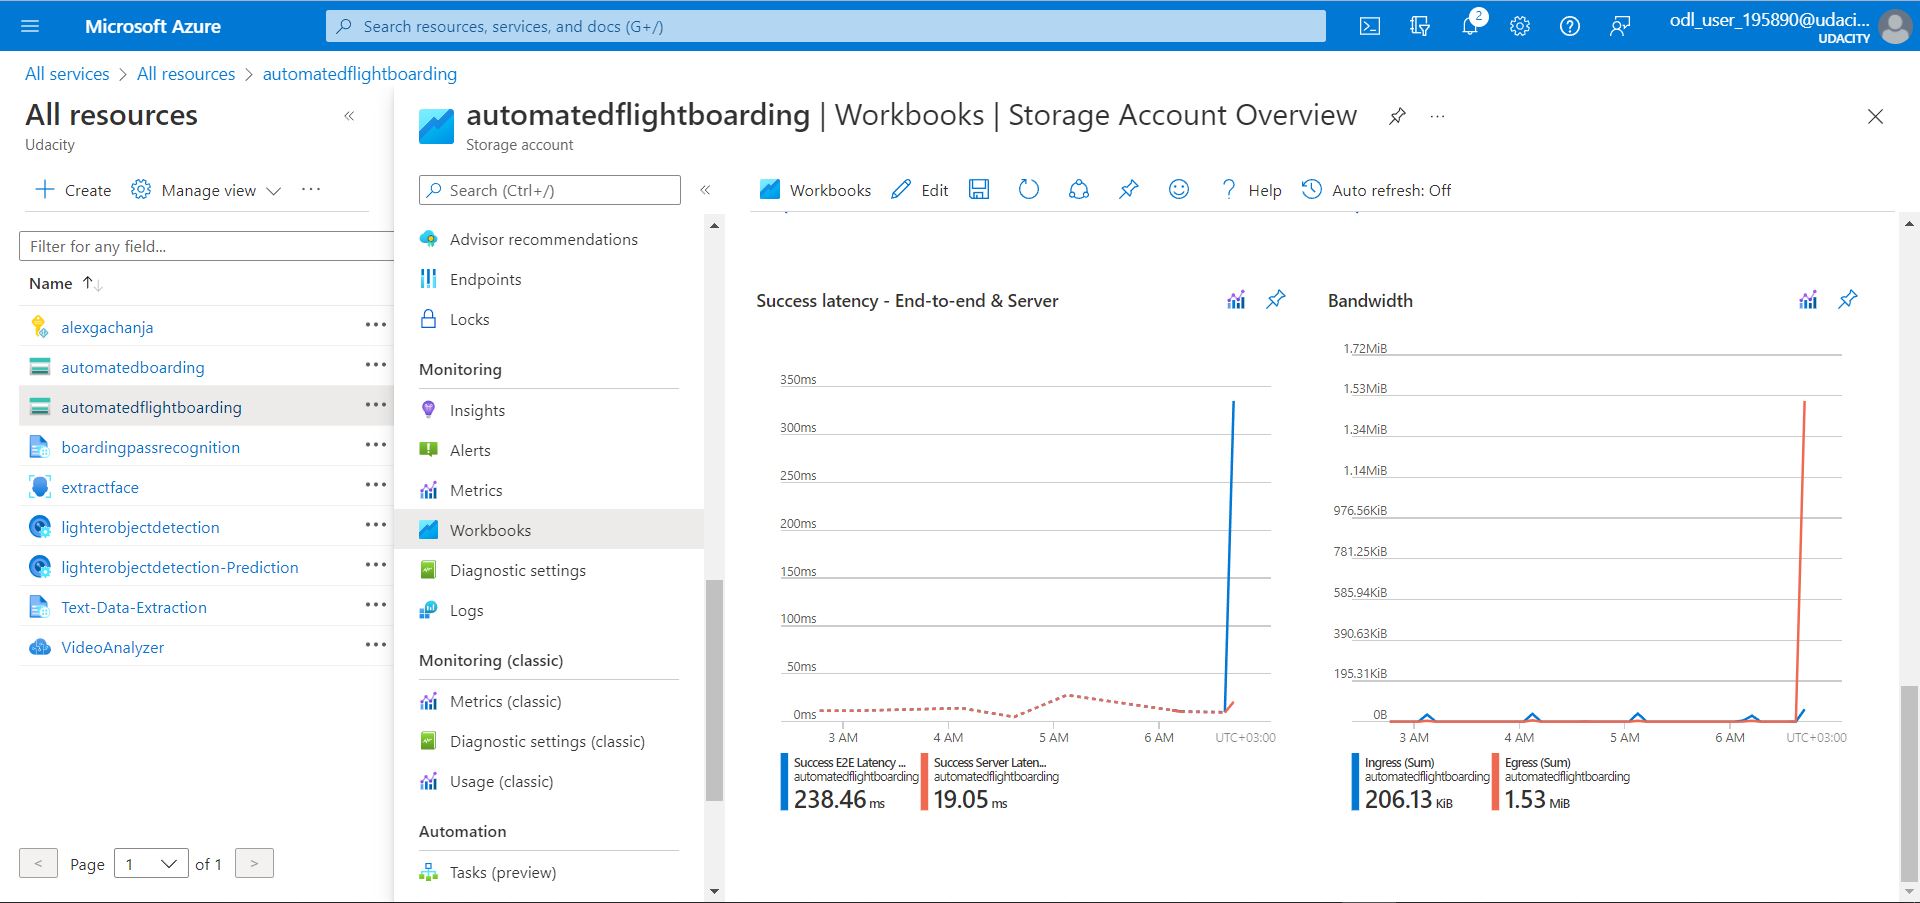 Microsoft Azure
Search resources, services, and docs (G+/)
2
odl_user_195890@udaci...
UDACITY
All services > All resources > automatedflightboarding
All resources
«
Udacity
+ Create
Manage view
...
Filter for any field...
Name ↑↓
alexgachanja
automatedboarding
automatedflightboarding
boardingpassrecognition
extractface
lighterobjectdetection
lighterobjectdetection-Prediction
Text-Data-Extraction
VideoAnalyzer
< Page 1 of 1 >
automatedflightboarding | Workbooks | Storage Account Overview
...
Storage account
Search (Ctrl+/)
«
Advisor recommendations
Endpoints
Locks
Monitoring
Insights
Alerts
Metrics
Workbooks
Diagnostic settings
Logs
Monitoring (classic)
Metrics (classic)
Diagnostic settings (classic)
Usage (classic)
Automation
Tasks (preview)
Workbooks
Edit
? Help
Auto refresh: Off
Success latency - End-to-end & Server
350ms
300ms
250ms
200ms
150ms
100ms
50ms
0ms
3 AM 4 AM 5 AM 6 AM UTC+03:00
Success E2E Latency ...
automatedflightboarding
238.46 ms
Success Server Laten...
automatedflightboarding
19.05 ms
Bandwidth
1.72MiB
1.53MiB
1.34MiB
1.14MiB
976.56KiB
781.25KiB
585.94KiB
390.63KiB
195.31KiB
0B
3 AM 4 AM 5 AM 6 AM UTC+03:00
Ingress (Sum)
automatedflightboarding
206.13 KiB
Egress (Sum)
automatedflightboarding
1.53 MiB